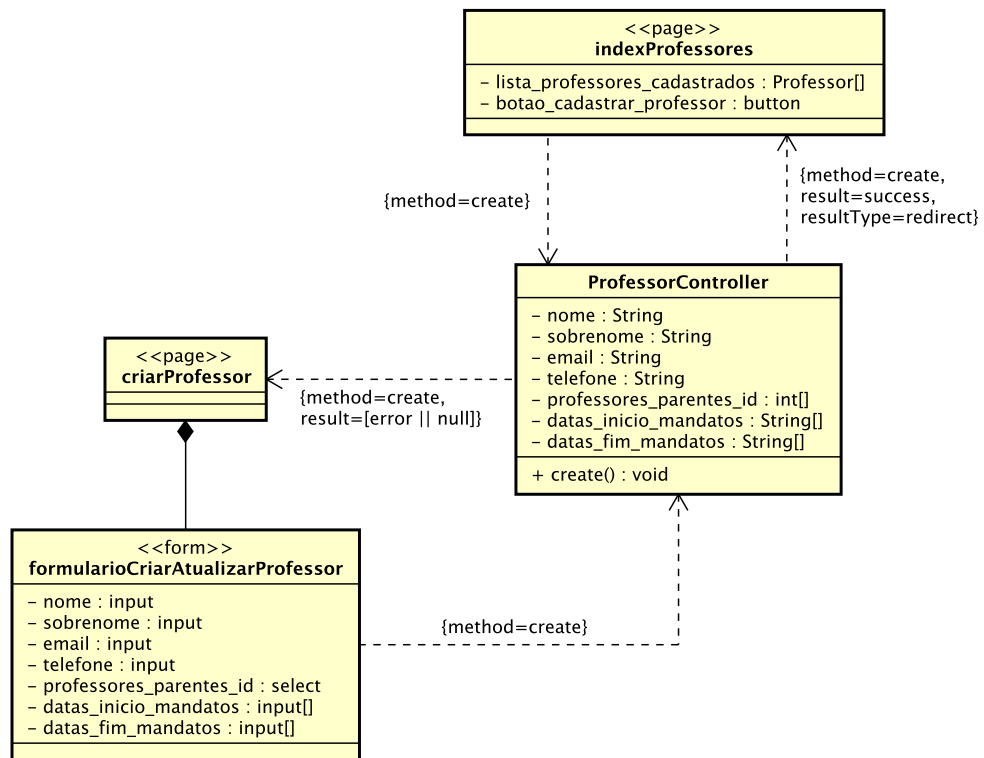 <<page>>
indexProfessores
- lista_professores_cadastrados : Professor[]
- botao_cadastrar_professor : button
{method=create}
{method=create,
result=success,
resultType=redirect}
ProfessorController
- nome : String
- sobrenome : String
- email : String
- telefone : String
- professores_parentes_id : int[]
- datas_inicio_mandatos : String[]
- datas_fim_mandatos : String[]
+ create() : void
<<page>>
criarProfessor
{method=create,
result=[error || null]}
<<form>>
formularioCriarAtualizarProfessor
- nome : input
- sobrenome : input
- email : input
- telefone : input
- professores_parentes_id : select
- datas_inicio_mandatos : input[]
- datas_fim_mandatos : input[]
{method=create}